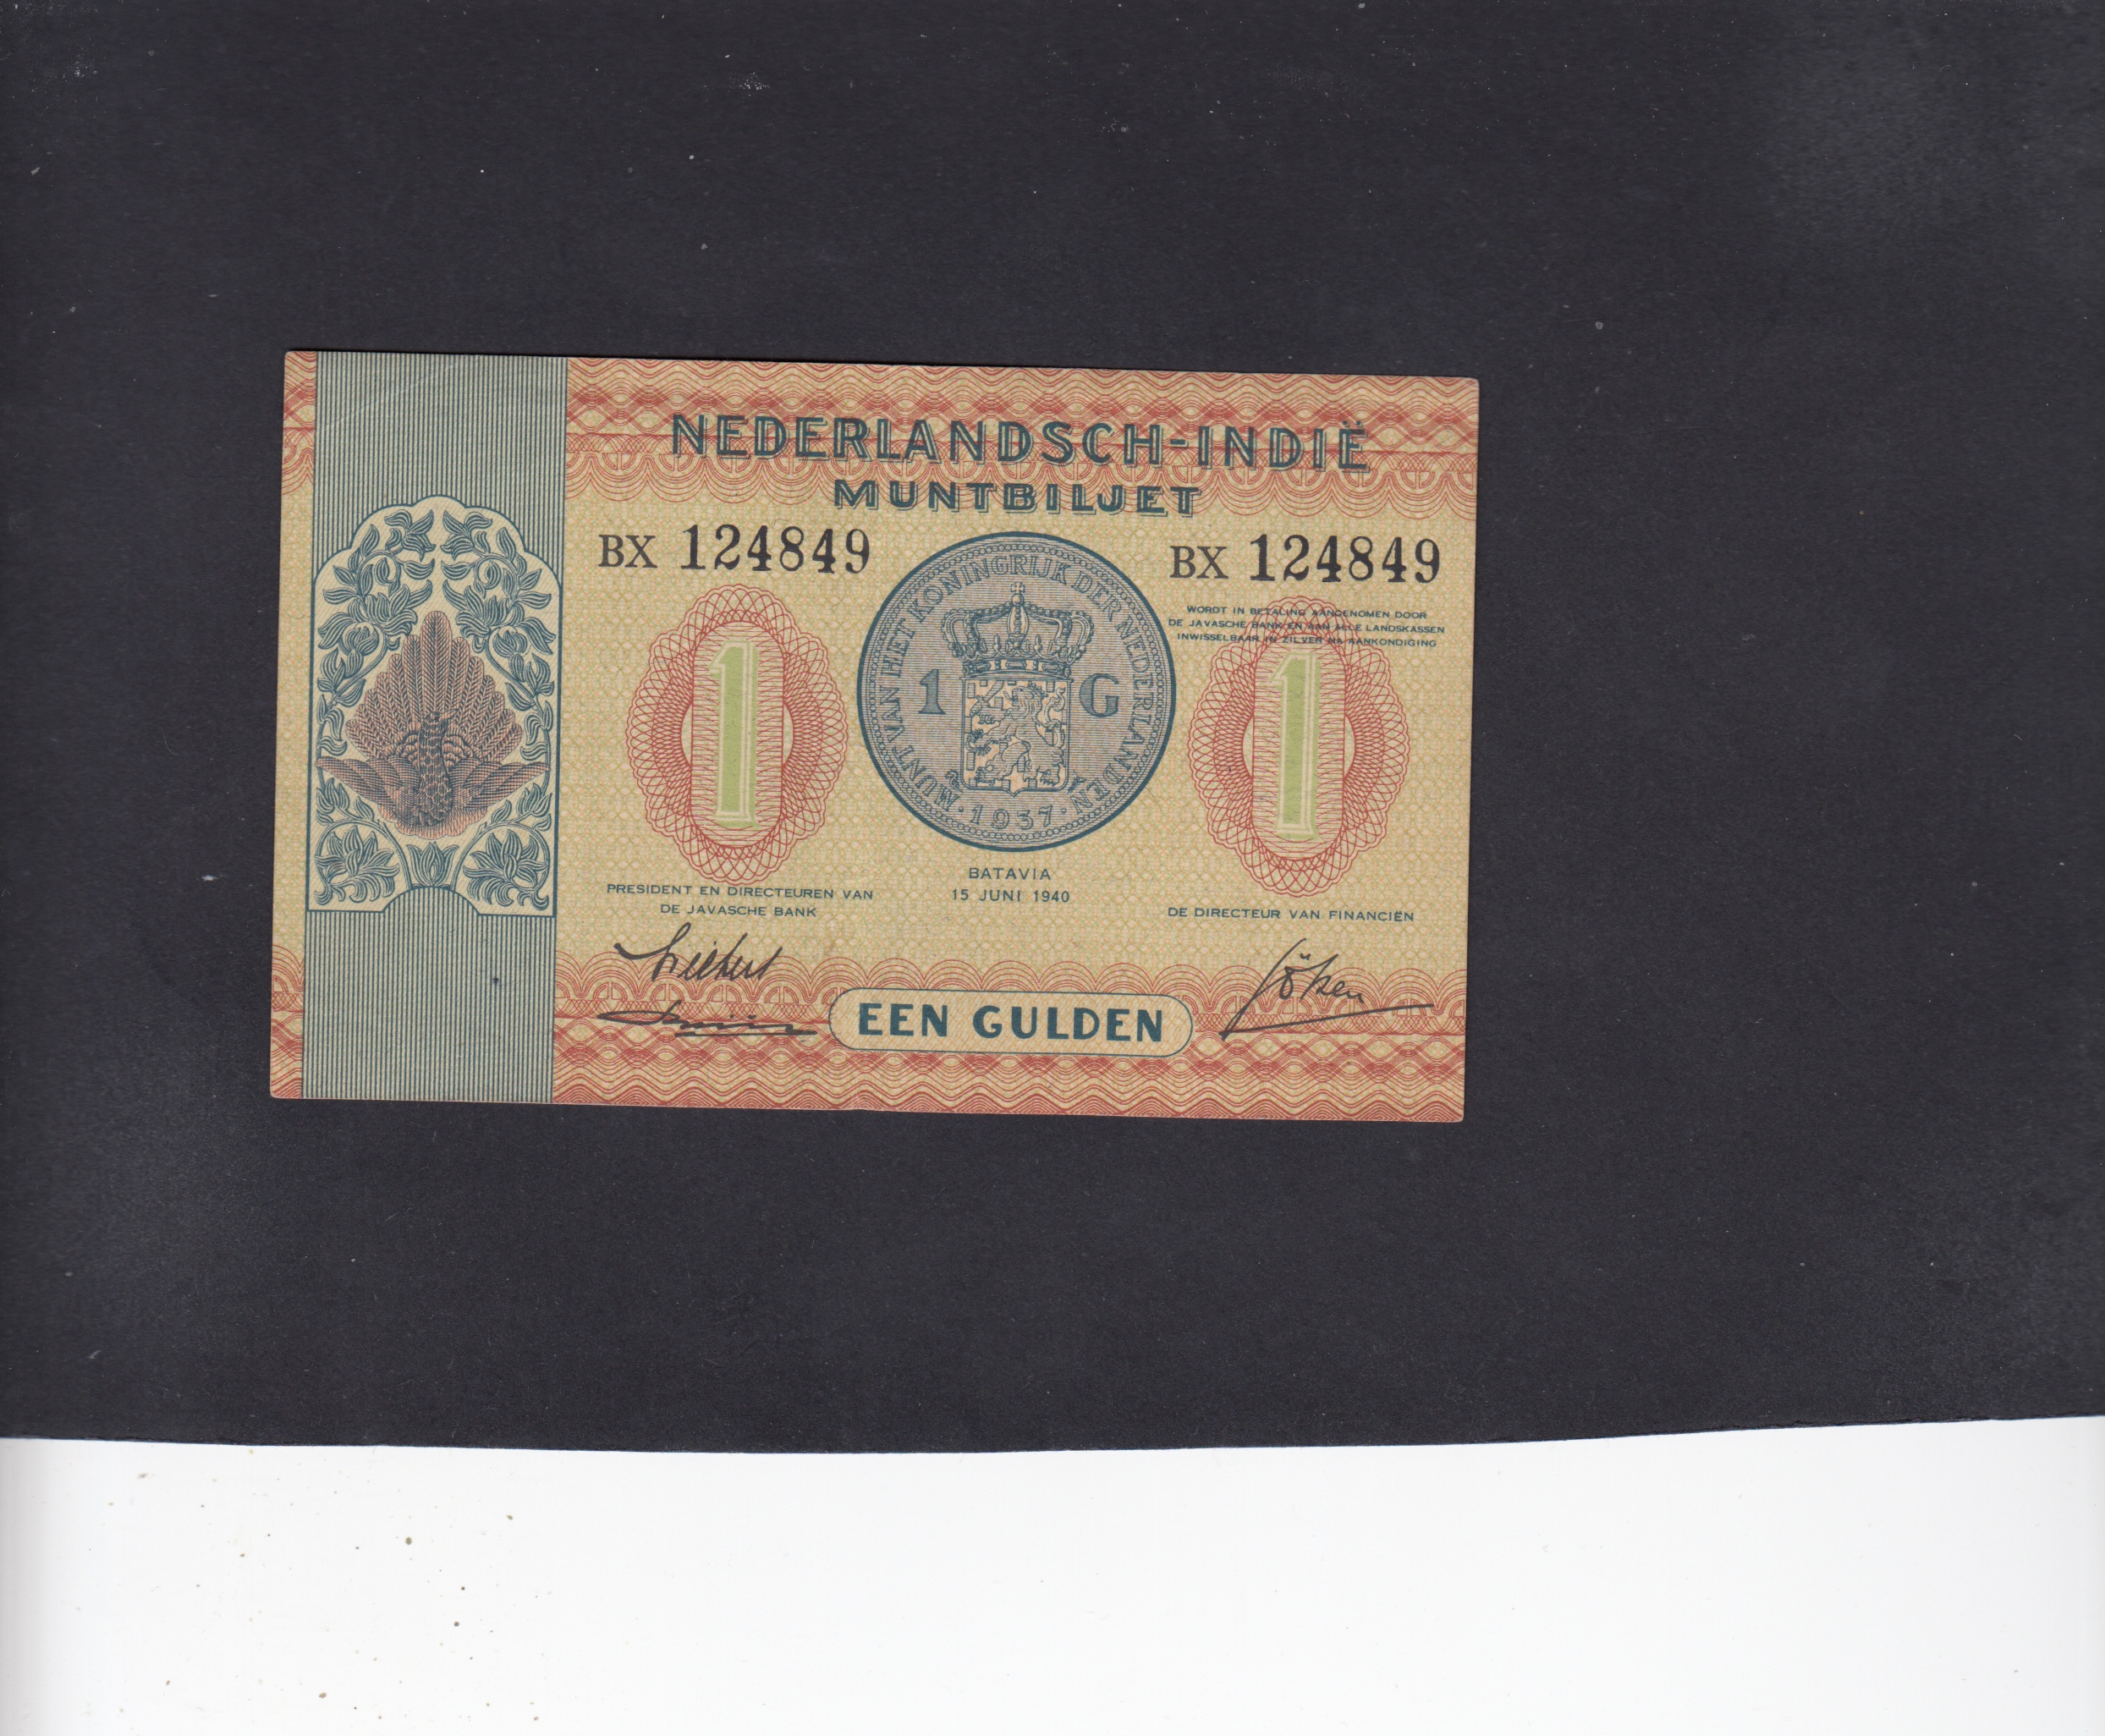 NEDERLANDSCH-INDIË
MUNTBILJET
BX 124849
BX 124849
WORDT IN BETALING AANGENOMEN DOOR
DE JAVASCHE BANK EN AAN ALLE LANDSKASSEN
INWISSELBAAR IN ZILVER NA AANKONDIGING
MUNT VAN HET KONINGRIJK DER NEDERLANDEN
1 G
· 1937 ·
1
1
BATAVIA
15 JUNI 1940
PRESIDENT EN DIRECTEUREN VAN
DE JAVASCHE BANK
DE DIRECTEUR VAN FINANCIËN
EEN GULDEN